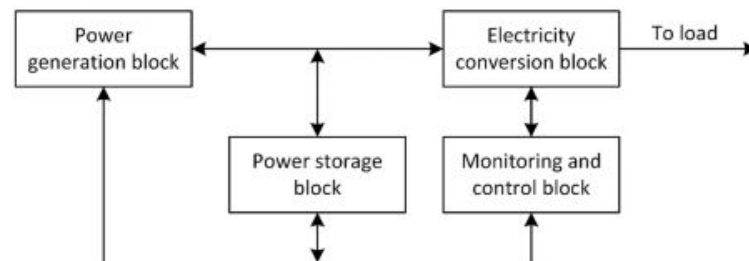 Power
generation block
Electricity
conversion block
To load
Power storage
block
Monitoring and
control block